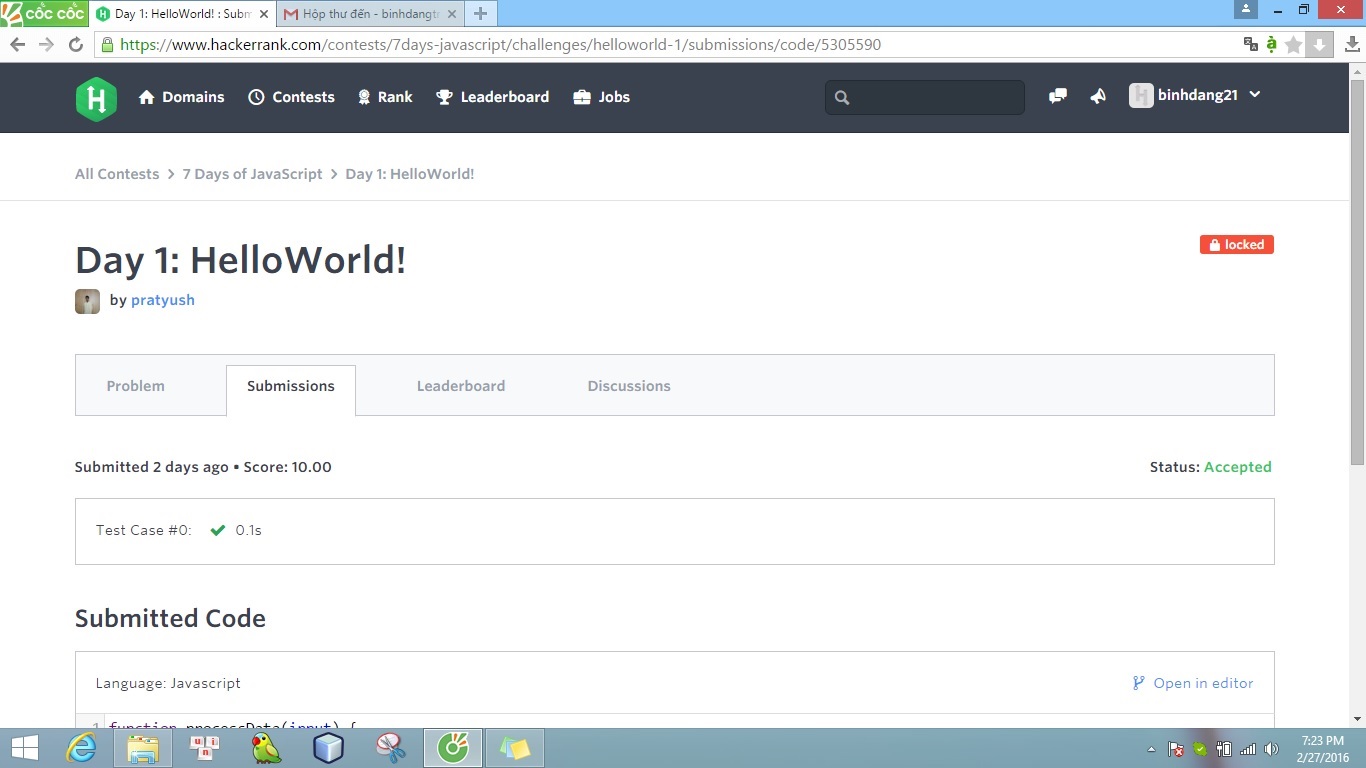 cốc cốc
Day 1: HelloWorld! : Subm
Hộp thư đến - binhdangtr
https://www.hackerrank.com/contests/7days-javascript/challenges/helloworld-1/submissions/code/5305590
H Domains Contests Rank Leaderboard Jobs binhdang21
All Contests > 7 Days of JavaScript > Day 1: HelloWorld!
Day 1: HelloWorld!
locked
by pratyush
Problem Submissions Leaderboard Discussions
Submitted 2 days ago • Score: 10.00 Status: Accepted
Test Case #0: 0.1s
Submitted Code
Language: Javascript Open in editor
1 function processData(input) {
7:23 PM
2/27/2016